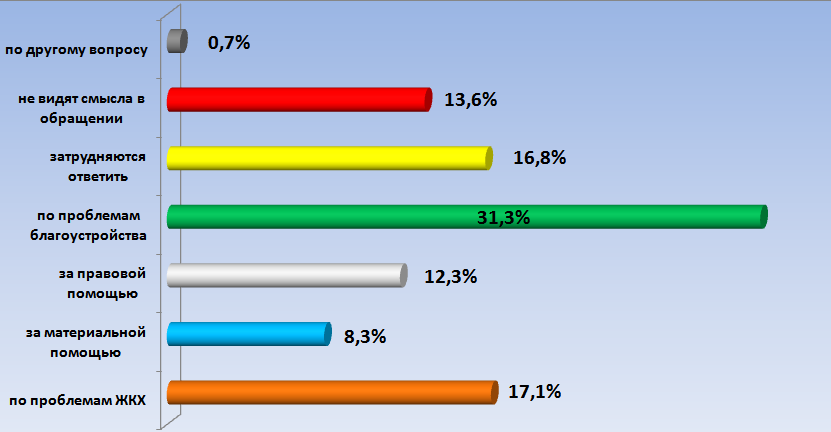 по другому вопросу
0,7%
не видят смысла в
обращении
13,6%
затрудняются
ответить
16,8%
по проблемам
благоустройства
31,3%
за правовой
помощью
12,3%
за материальной
помощью
8,3%
по проблемам ЖКХ
17,1%